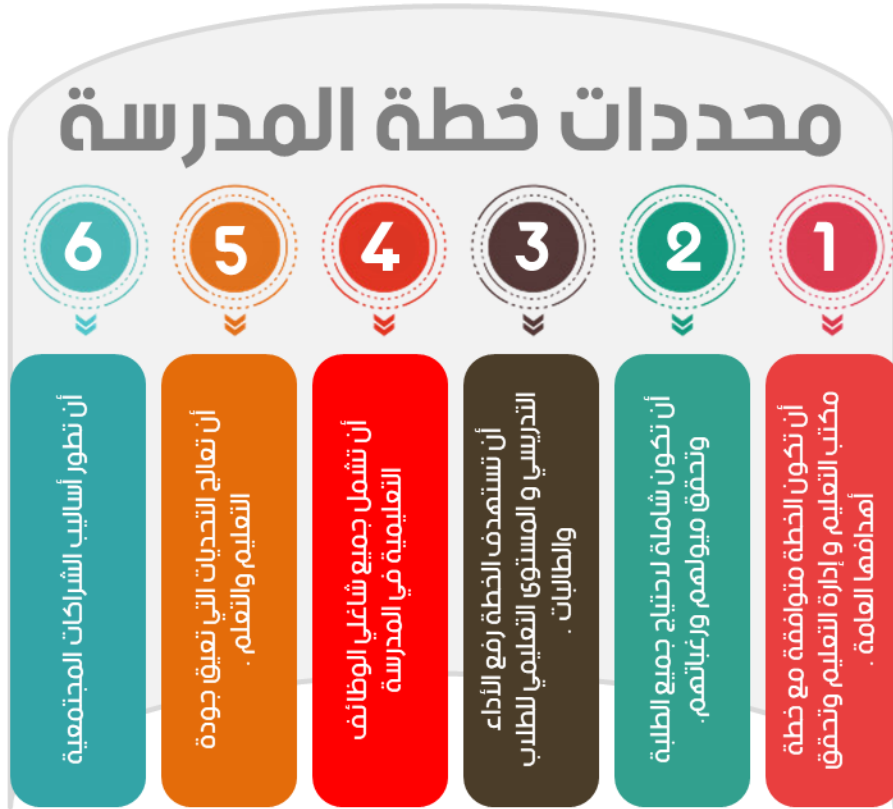 محددات خطة المدرسة
1
أن تكون الخطة متوافقة مع خطة
مكتب التعليم و إدارة التعليم وتحقق
أهدافها العامة .
2
أن تكون شاملة لاحتياج جميع الطلبة
وتحقق ميولهم ورغباتهم.
3
أن تستهدف الخطة رفع الأداء
التدريسي و المستوى التعليمي للطلاب
والطالبات .
4
أن تشمل جميع شاغلي الوظائف
التعليمية في المدرسة
5
أن تعالج التحديات التي تعيق جودة
التعليم والتعلم .
6
أن تطور أساليب الشراكات المجتمعية